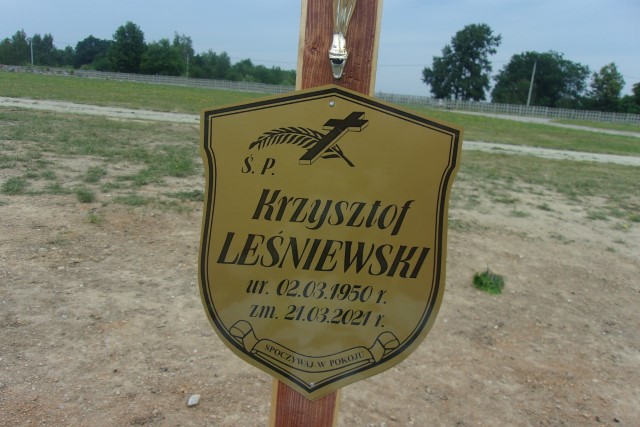 Ś. P.
Krzysztof
LEŚNIEWSKI
ur. 02.03.1950 r.
zm. 21.03.2021 r.
SPOCZYWAJ W POKOJU